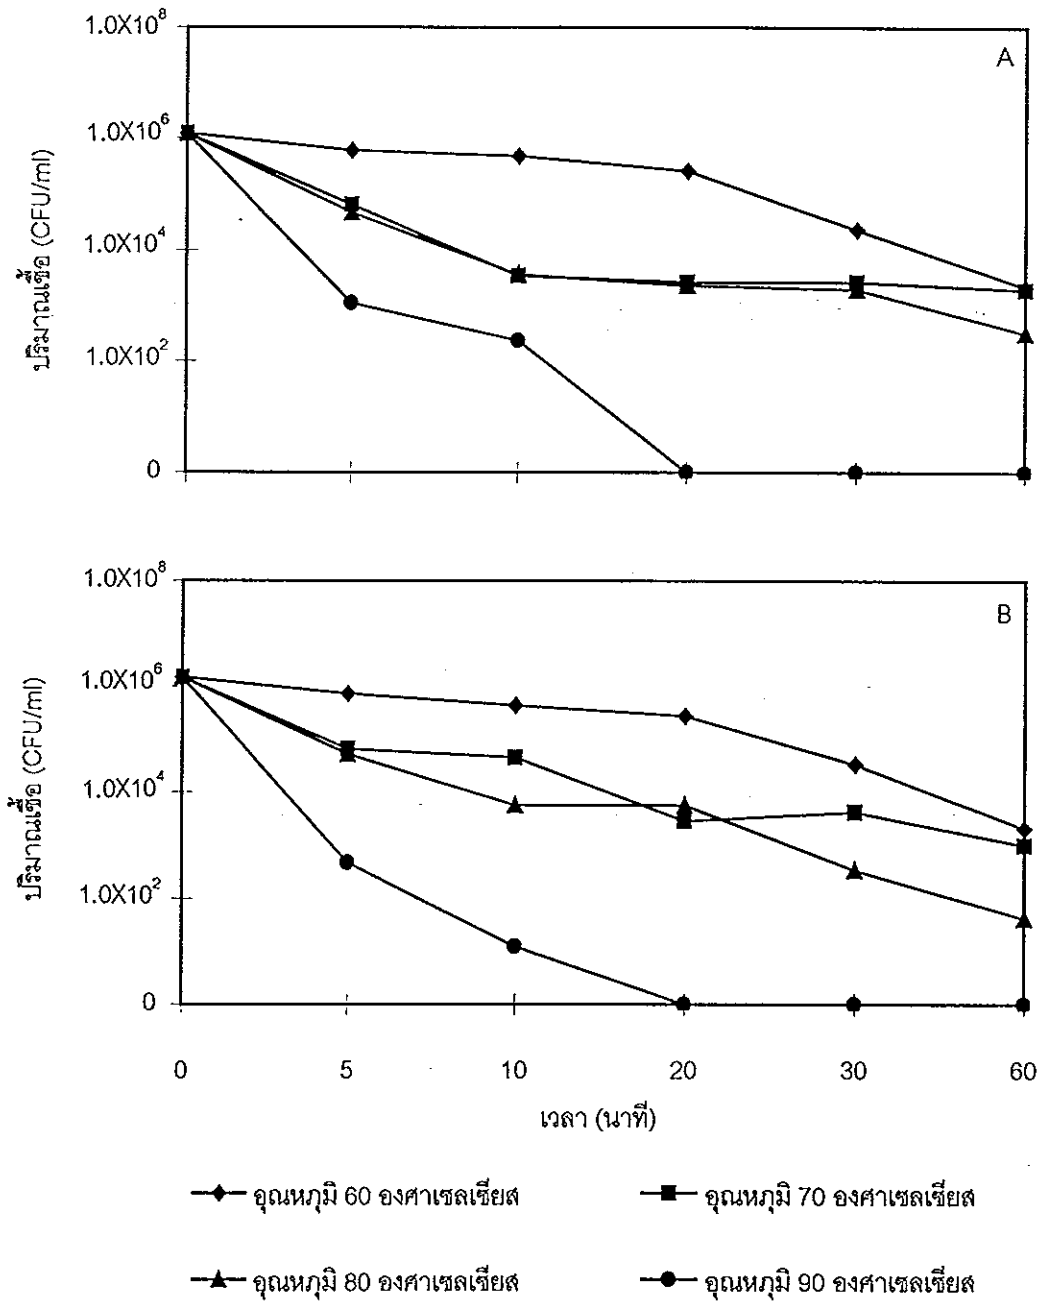 1.0X10⁸
A
1.0X10⁶
1.0X10⁴
1.0X10²
0
ปริมาณเชื้อ (CFU/ml)
1.0X10⁸
B
1.0X10⁶
1.0X10⁴
1.0X10²
0
ปริมาณเชื้อ (CFU/ml)
0 5 10 20 30 60
เวลา (นาที)
อุณหภูมิ 60 องศาเซลเซียส อุณหภูมิ 70 องศาเซลเซียส
อุณหภูมิ 80 องศาเซลเซียส อุณหภูมิ 90 องศาเซลเซียส